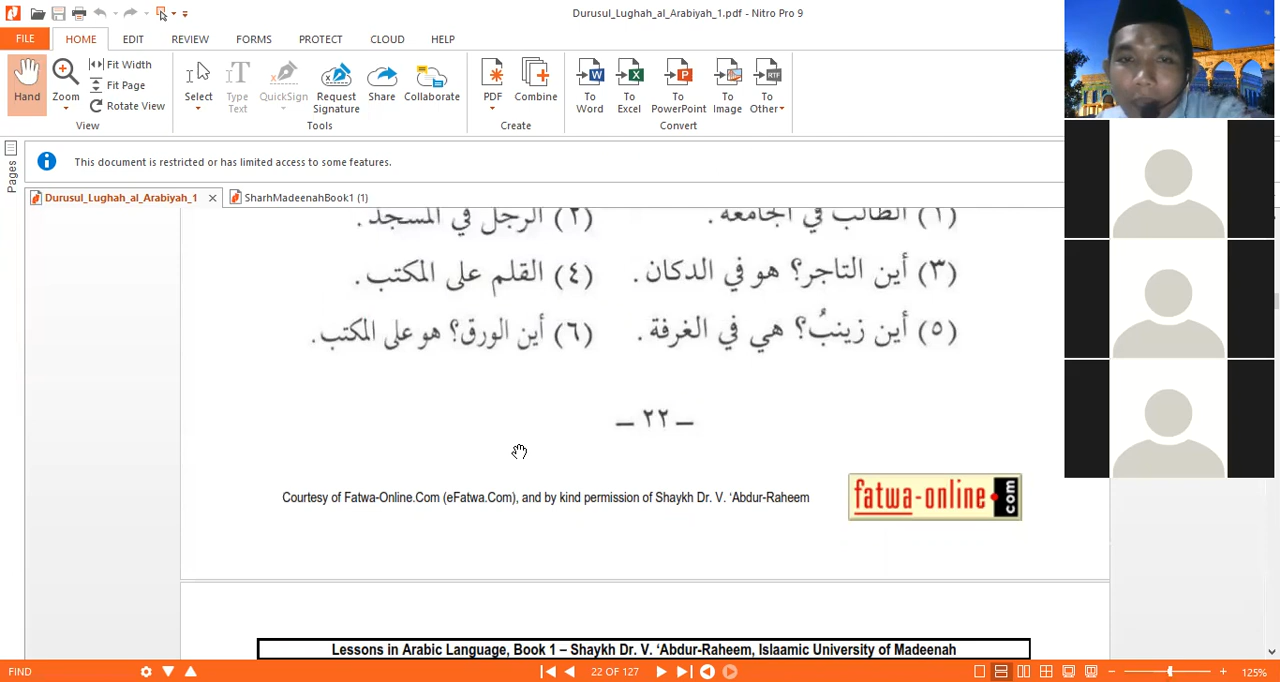 Durusul_Lughah_al_Arabiyah_1.pdf - Nitro Pro 9
FILE HOME EDIT REVIEW FORMS PROTECT CLOUD HELP
Hand
Zoom
Fit Width
Fit Page
Rotate View
View
Select
Type Text
QuickSign
Request Signature
Share
Collaborate
Tools
PDF
Combine
Create
To Word
To Excel
To PowerPoint
To Image
To Other
Convert
Pages
This document is restricted or has limited access to some features.
Durusul_Lughah_al_Arabiyah_1
SharhMadeenahBook1 (1)
(١) الطالب في الجامعة . (٢) الرجل في المسجد .
(٣) أين التاجر؟ هو في الدكان . (٤) القلم على المكتب .
(٥) أين زينبُ؟ هي في الغرفة . (٦) أين الورق؟ هو على المكتب .
– ٢٢ –
Courtesy of Fatwa-Online.Com (eFatwa.Com), and by kind permission of Shaykh Dr. V. ‘Abdur-Raheem
fatwa-online.com
Lessons in Arabic Language, Book 1 – Shaykh Dr. V. ‘Abdur-Raheem, Islaamic University of Madeenah
FIND
22 OF 127
125%